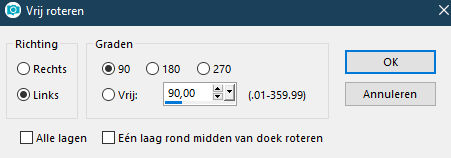 Vrij roteren
Richting
Rechts
Links
Graden
90
180
270
Vrij:
90,00
(.01-359.99)
OK
Annuleren
Alle lagen
Eén laag rond midden van doek roteren